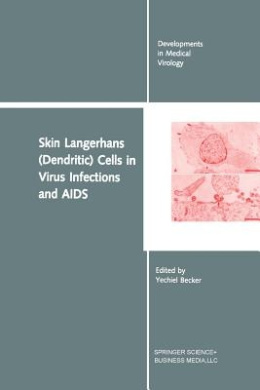 Developments
in Medical
Virology
Skin Langerhans
(Dendritic) Cells in
Virus Infections
and AIDS
Edited by
Yechiel Becker
SPRINGER SCIENCE+
BUSINESS MEDIA, LLC